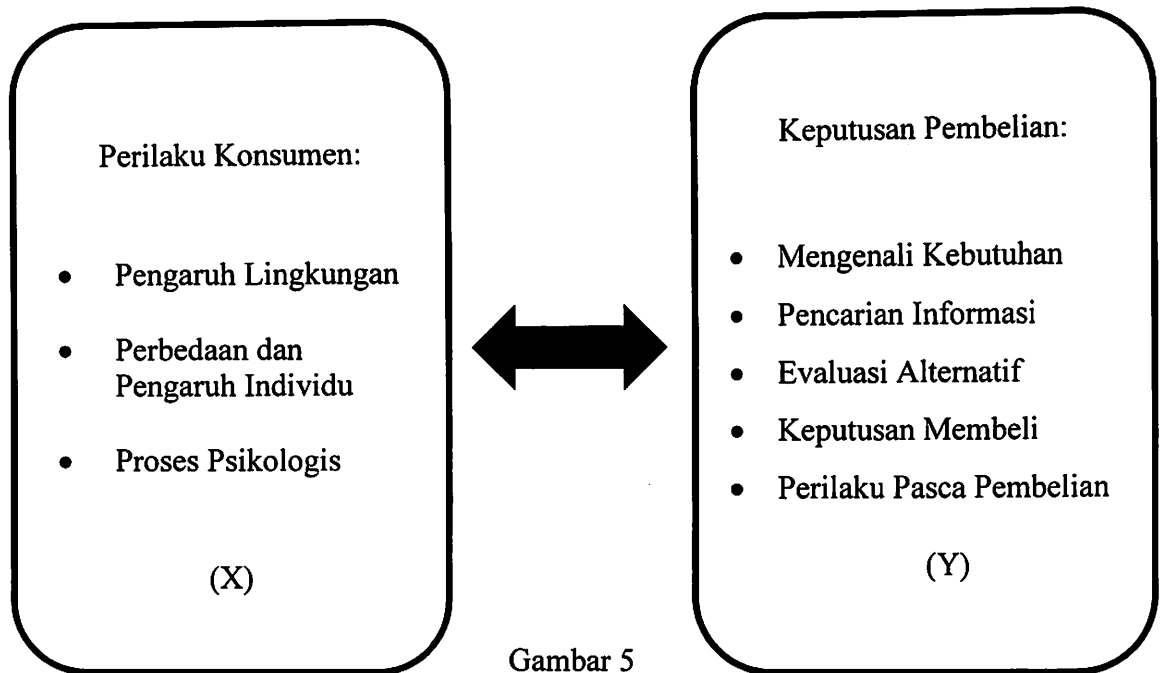 Perilaku Konsumen:
• Pengaruh Lingkungan
• Perbedaan dan
Pengaruh Individu
• Proses Psikologis
(X)
Keputusan Pembelian:
• Mengenali Kebutuhan
• Pencarian Informasi
• Evaluasi Alternatif
• Keputusan Membeli
• Perilaku Pasca Pembelian
(Y)
Gambar 5